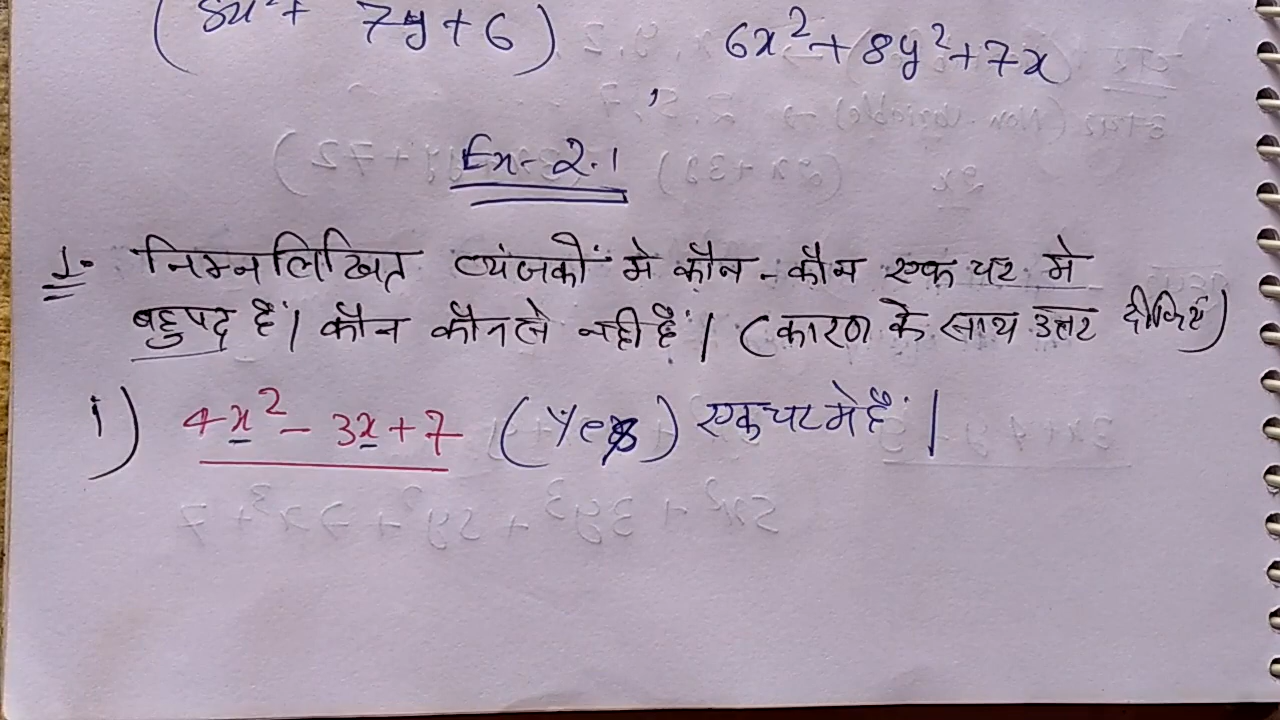 (8x²+ 7y+6) 6x²+8y²+7x
,
Ex-2.1
1. निम्नलिखित व्यंजकों मे कौन-कौन एक चर मे
बहुपद हैं। कौन कौनसे नही हैं। (कारण के साथ उत्तर दीजिए)
i) 4x²-3x+7 (Yes) एक चर मे हैं।